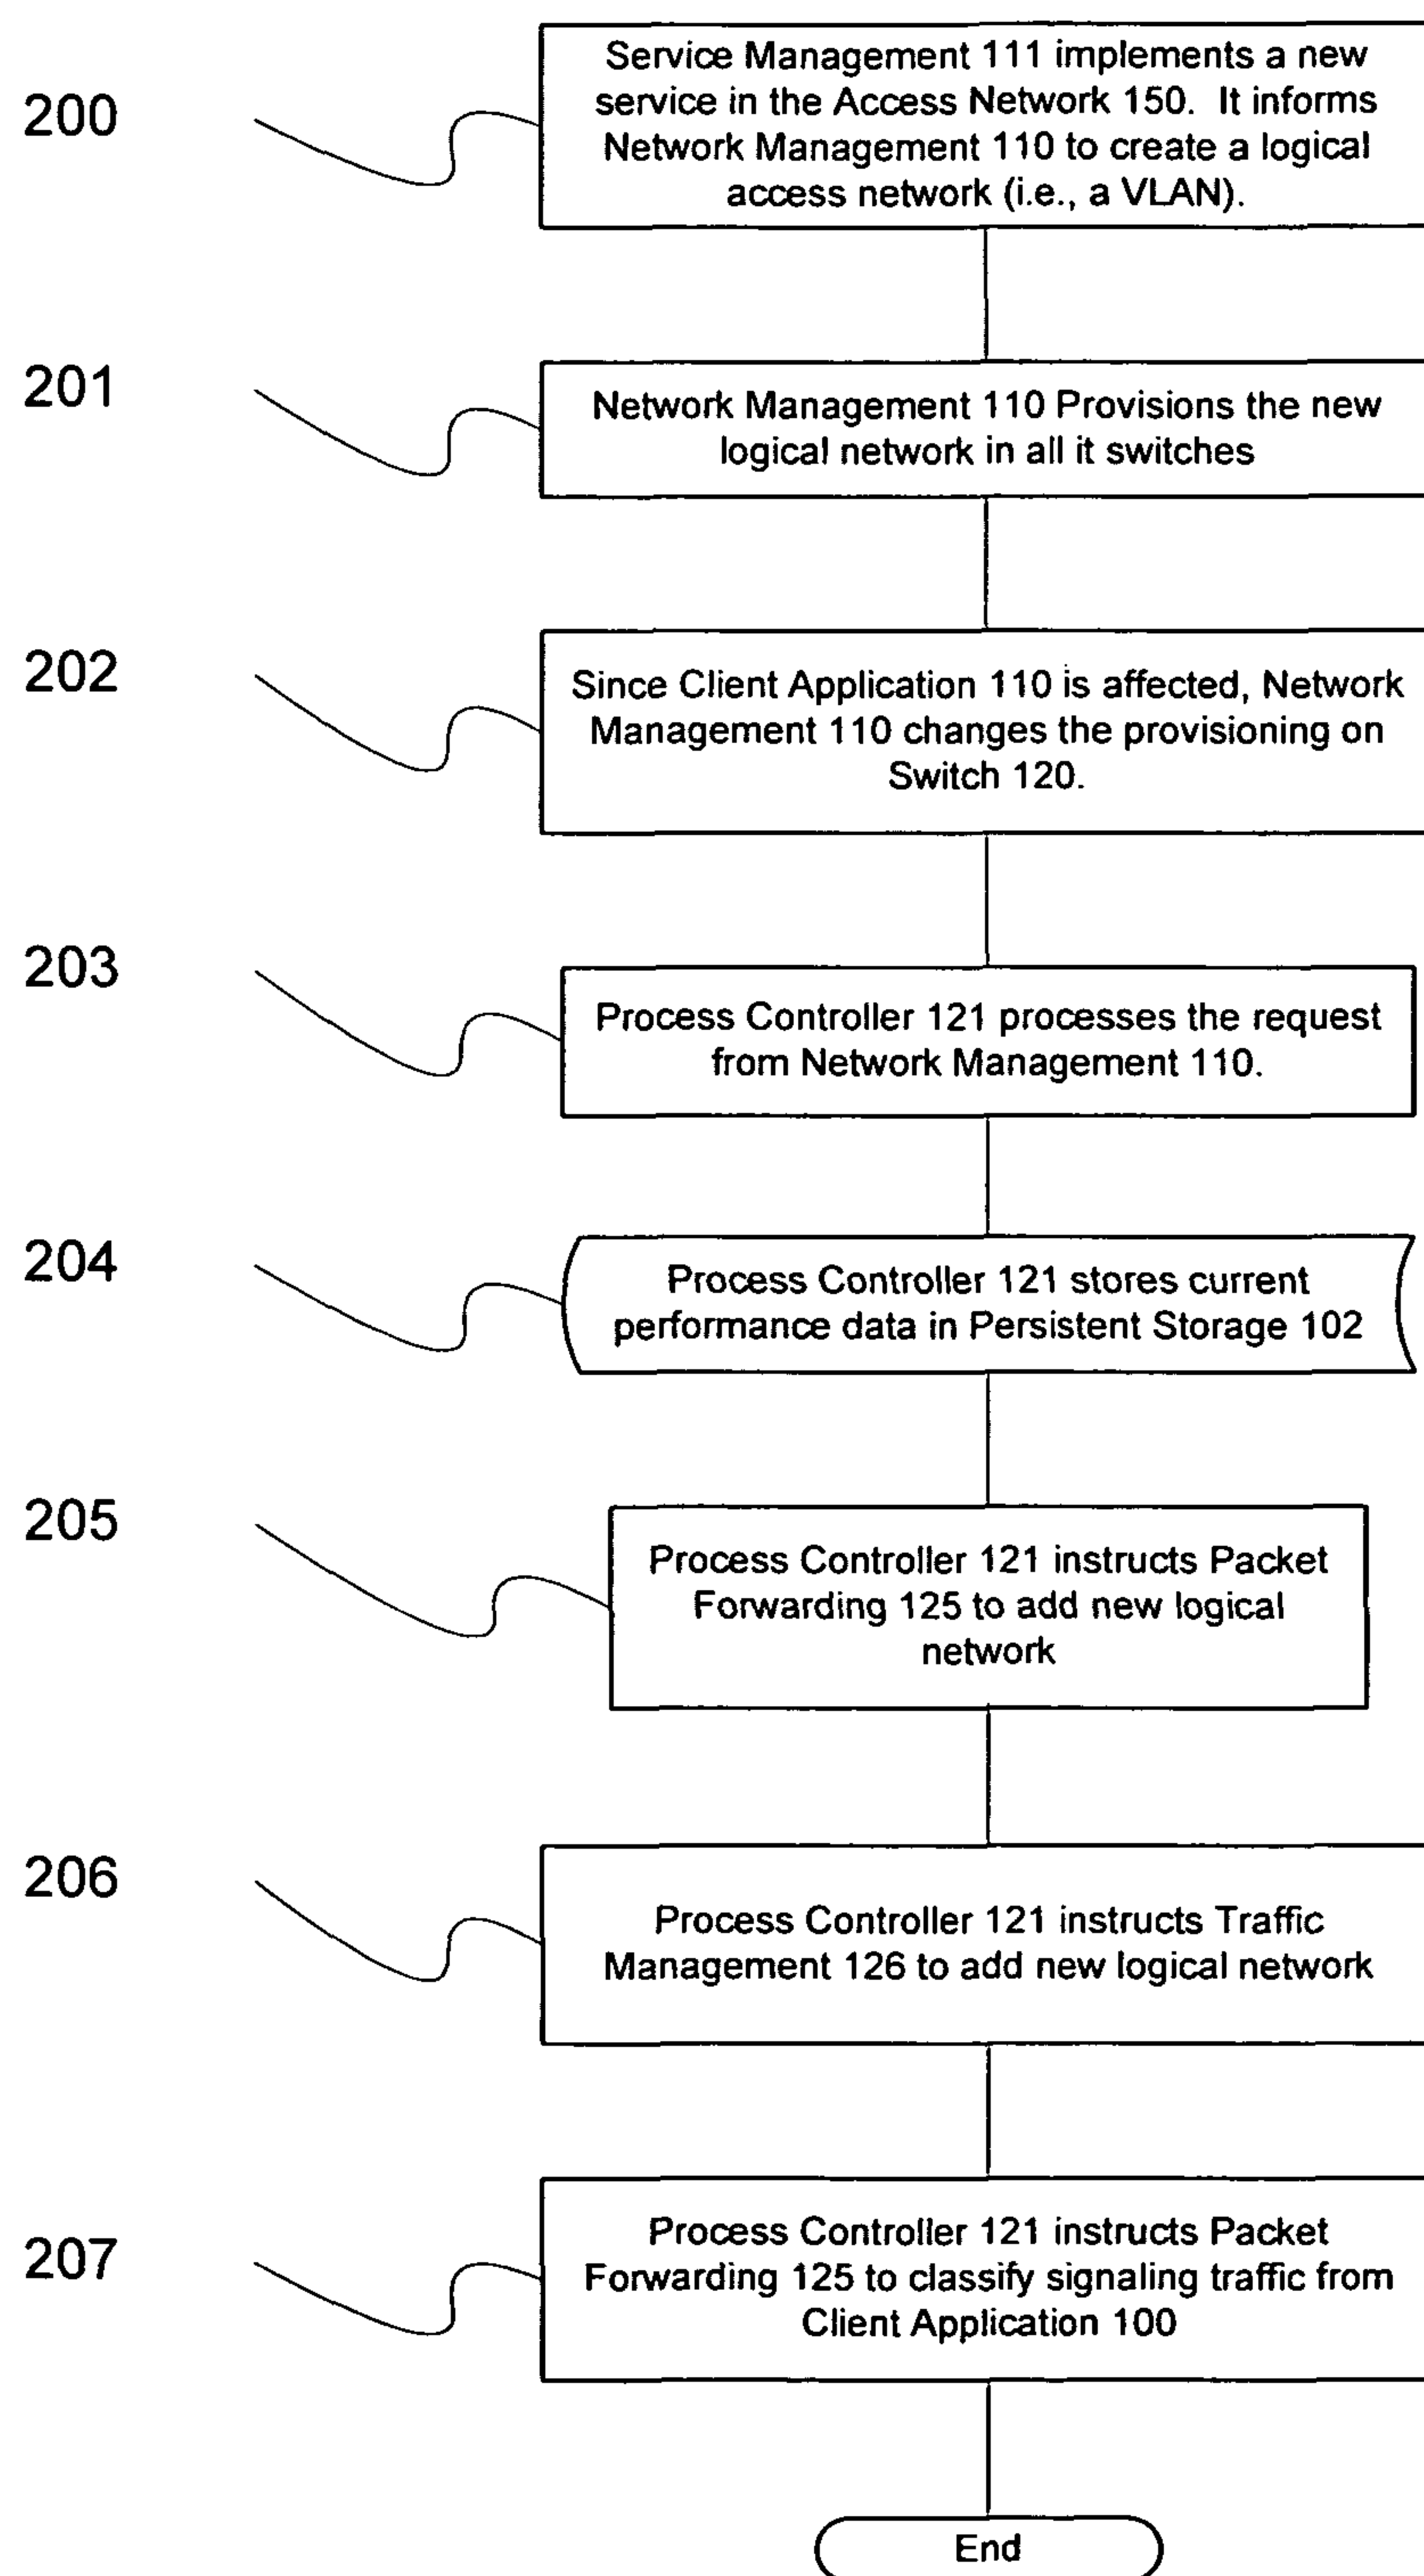 200
Service Management 111 implements a new
service in the Access Network 150. It informs
Network Management 110 to create a logical
access network (i.e., a VLAN).
201
Network Management 110 Provisions the new
logical network in all it switches
202
Since Client Application 110 is affected, Network
Management 110 changes the provisioning on
Switch 120.
203
Process Controller 121 processes the request
from Network Management 110.
204
Process Controller 121 stores current
performance data in Persistent Storage 102
205
Process Controller 121 instructs Packet
Forwarding 125 to add new logical
network
206
Process Controller 121 instructs Traffic
Management 126 to add new logical network
207
Process Controller 121 instructs Packet
Forwarding 125 to classify signaling traffic from
Client Application 100
End